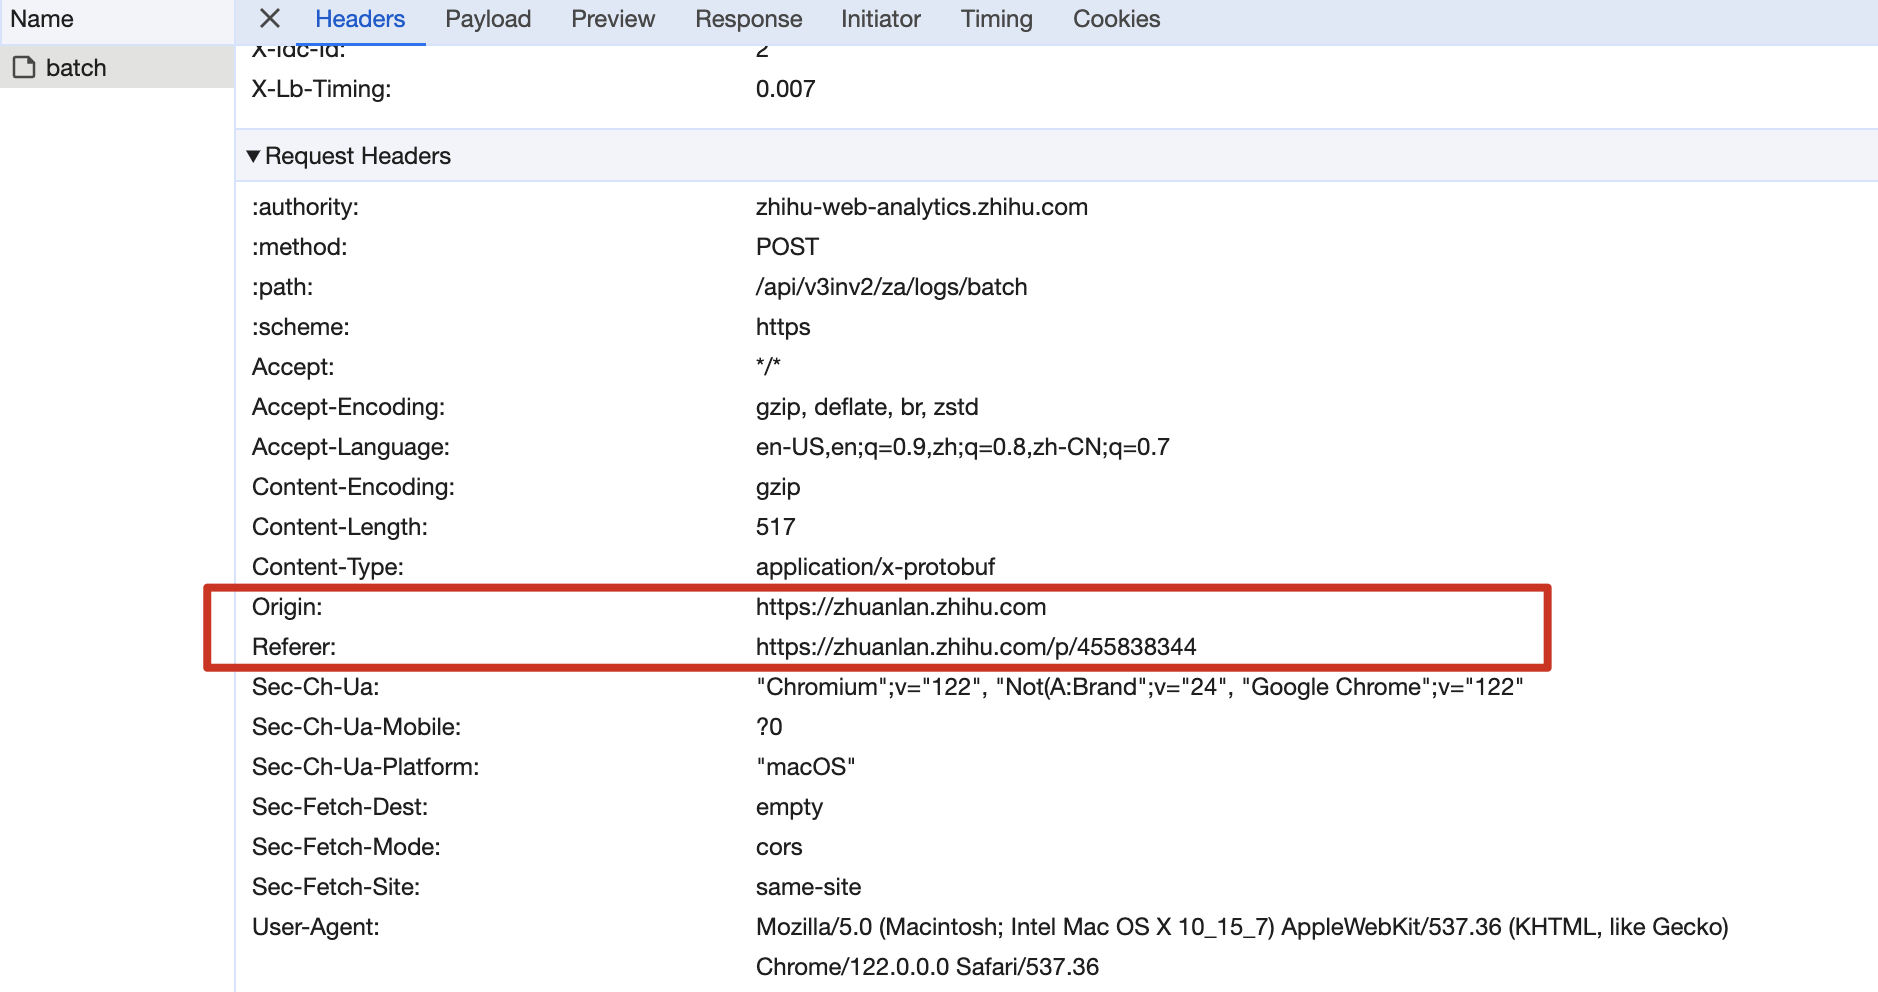 Name
Headers Payload Preview Response Initiator Timing Cookies
batch
X-Idc-Id: 2
X-Lb-Timing: 0.007
Request Headers
:authority: zhihu-web-analytics.zhihu.com
:method: POST
:path: /api/v3inv2/za/logs/batch
:scheme: https
Accept: */*
Accept-Encoding: gzip, deflate, br, zstd
Accept-Language: en-US,en;q=0.9,zh;q=0.8,zh-CN;q=0.7
Content-Encoding: gzip
Content-Length: 517
Content-Type: application/x-protobuf
Origin: https://zhuanlan.zhihu.com
Referer: https://zhuanlan.zhihu.com/p/455838344
Sec-Ch-Ua: "Chromium";v="122", "Not(A:Brand";v="24", "Google Chrome";v="122"
Sec-Ch-Ua-Mobile: ?0
Sec-Ch-Ua-Platform: "macOS"
Sec-Fetch-Dest: empty
Sec-Fetch-Mode: cors
Sec-Fetch-Site: same-site
User-Agent: Mozilla/5.0 (Macintosh; Intel Mac OS X 10_15_7) AppleWebKit/537.36 (KHTML, like Gecko)
Chrome/122.0.0.0 Safari/537.36